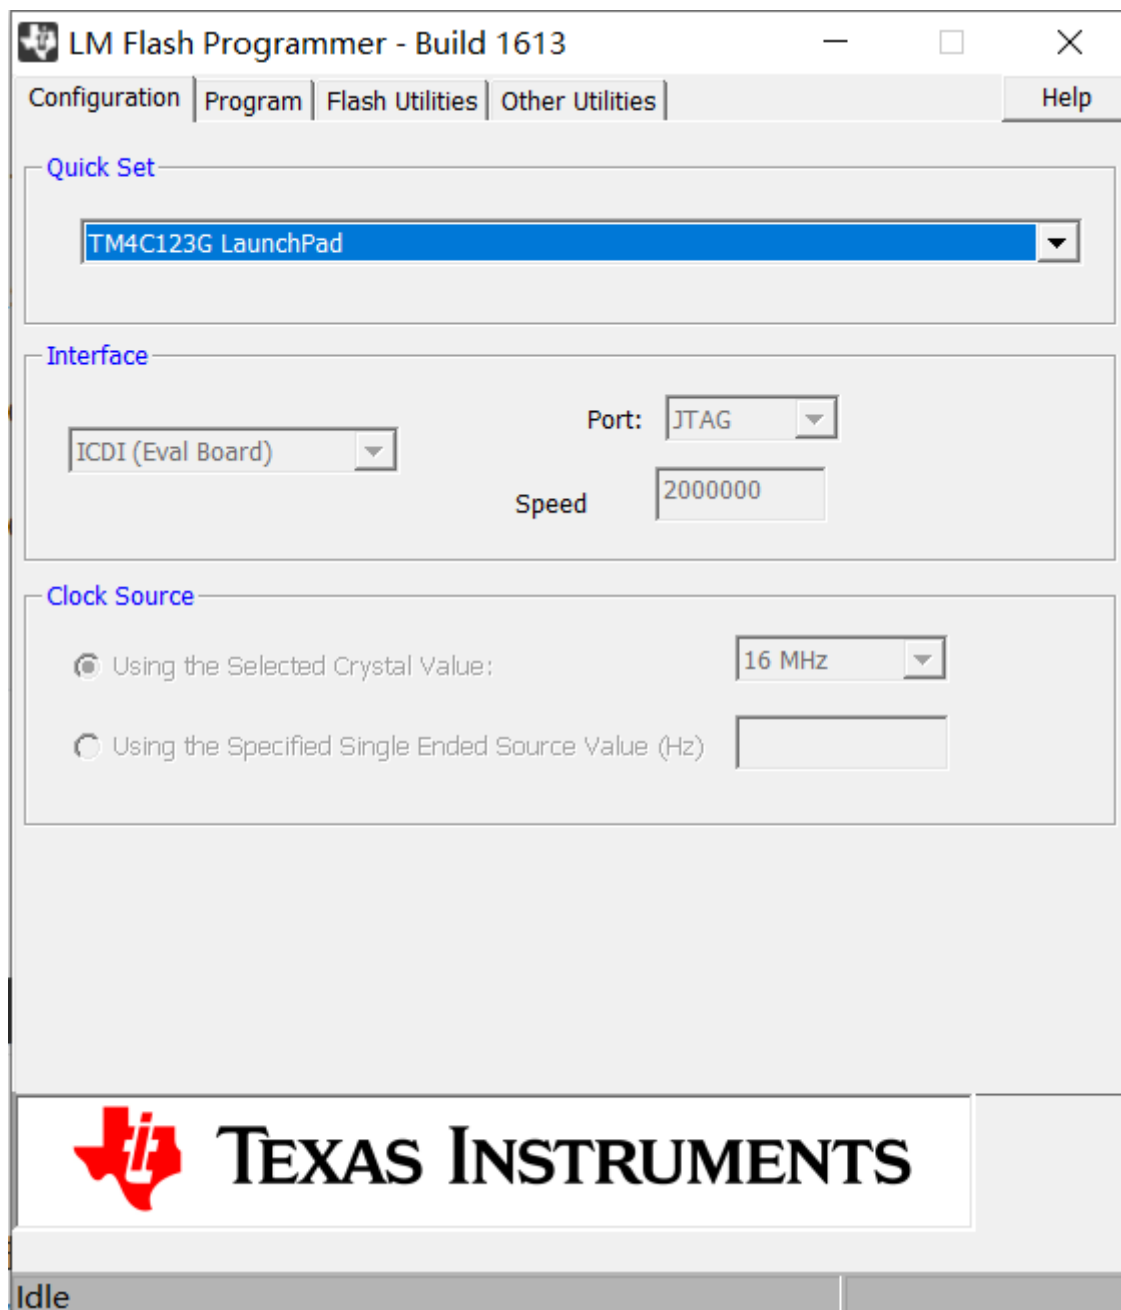 LM Flash Programmer - Build 1613
Configuration Program Flash Utilities Other Utilities Help
Quick Set
TM4C123G LaunchPad
Interface
Port: JTAG
ICDI (Eval Board)
Speed 2000000
Clock Source
Using the Selected Crystal Value: 16 MHz
Using the Specified Single Ended Source Value (Hz)
TEXAS INSTRUMENTS
Idle